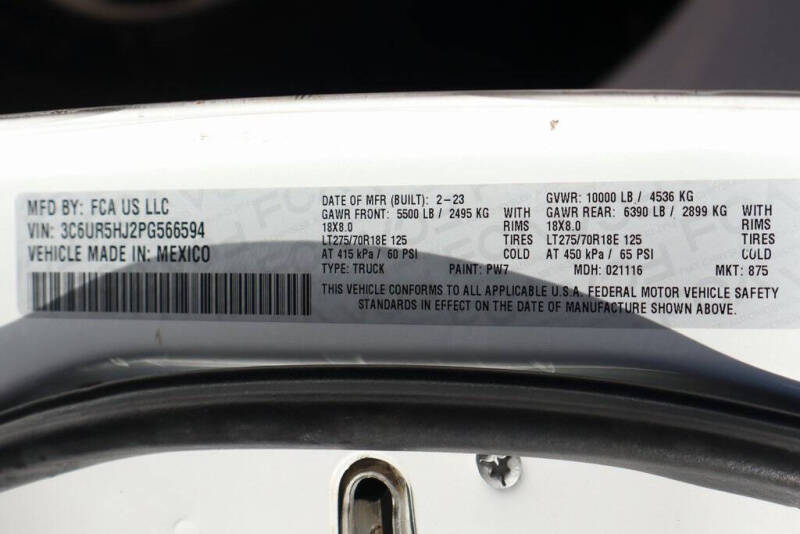 MFD BY: FCA US LLC
VIN: 3C6UR5HJ2PG566594
VEHICLE MADE IN: MEXICO
DATE OF MFR (BUILT): 2-23 GVWR: 10000 LB / 4536 KG
GAWR FRONT: 5500 LB / 2495 KG WITH GAWR REAR: 6390 LB / 2899 KG WITH
18X8.0 RIMS 18X8.0 RIMS
LT275/70R18E 125 TIRES LT275/70R18E 125 TIRES
AT 415 kPa / 60 PSI COLD AT 450 kPa / 65 PSI COLD
TYPE: TRUCK PAINT: PW7 MDH: 021116 MKT: 875
THIS VEHICLE CONFORMS TO ALL APPLICABLE U.S.A. FEDERAL MOTOR VEHICLE SAFETY
STANDARDS IN EFFECT ON THE DATE OF MANUFACTURE SHOWN ABOVE.